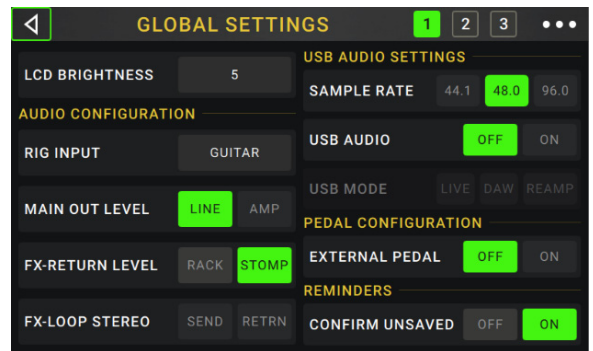 GLOBAL SETTINGS 1 2 3
LCD BRIGHTNESS 5
AUDIO CONFIGURATION
RIG INPUT GUITAR
MAIN OUT LEVEL LINE AMP
FX-RETURN LEVEL RACK STOMP
FX-LOOP STEREO SEND RETRN
USB AUDIO SETTINGS
SAMPLE RATE 44.1 48.0 96.0
USB AUDIO OFF ON
USB MODE LIVE DAW REAMP
PEDAL CONFIGURATION
EXTERNAL PEDAL OFF ON
REMINDERS
CONFIRM UNSAVED OFF ON